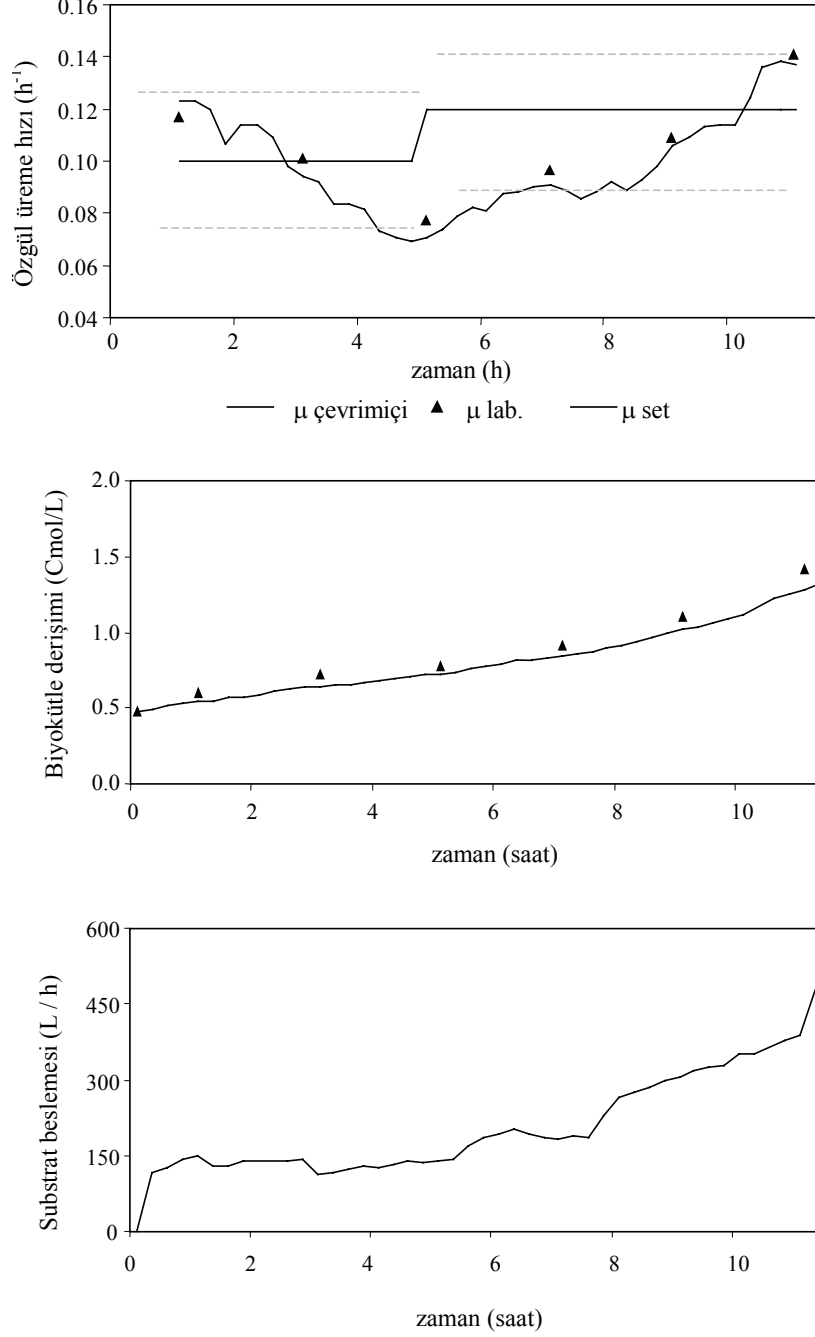 0.16
0.14
0.12
0.10
0.08
0.06
0.04
Özgül üreme hızı (h⁻¹)
0 2 4 6 8 10
zaman (h)
μ çevrimiçi ▲ μ lab. μ set
2.0
1.5
1.0
0.5
0.0
Biyokütle derişimi (Cmol/L)
0 2 4 6 8 10
zaman (saat)
600
450
300
150
0
Substrat beslemesi (L / h)
0 2 4 6 8 10
zaman (saat)